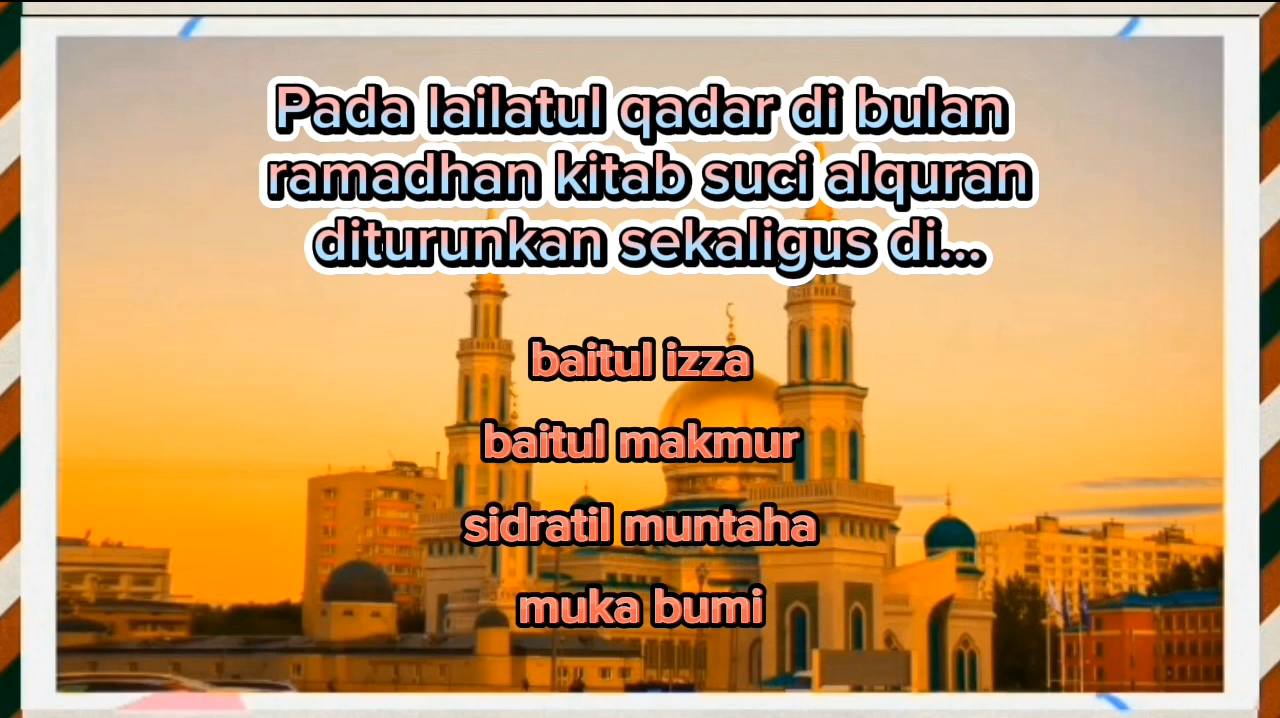 Pada lailatul qadar di bulan
ramadhan kitab suci alquran
diturunkan sekaligus di...
baitul izza
baitul makmur
sidratil muntaha
muka bumi